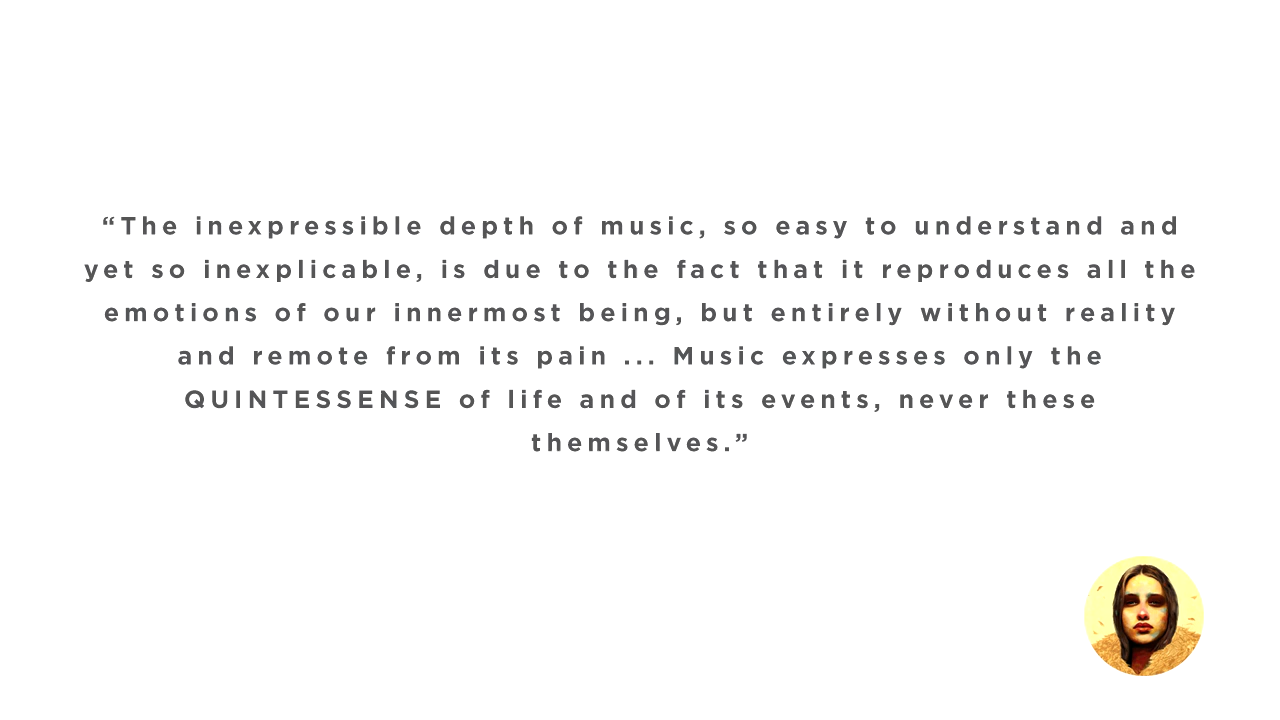 “The inexpressible depth of music, so easy to understand and
yet so inexplicable, is due to the fact that it reproduces all the
emotions of our innermost being, but entirely without reality
and remote from its pain ... Music expresses only the
QUINTESSENSE of life and of its events, never these
themselves.”